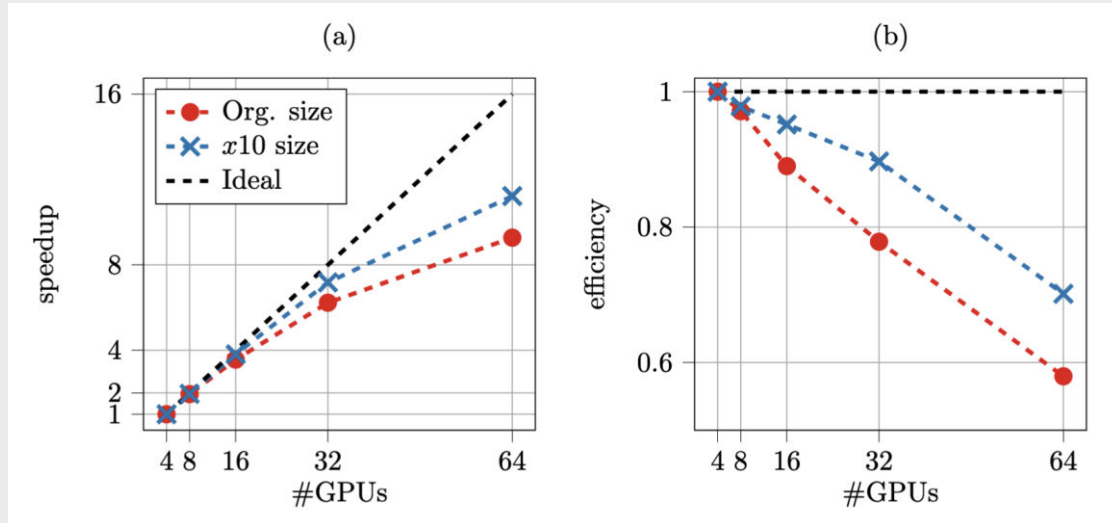 (a)
16
8
4
2
1
speedup
Org. size
x10 size
Ideal
4 8 16 32 64
#GPUs
(b)
1
0.8
0.6
efficiency
4 8 16 32 64
#GPUs